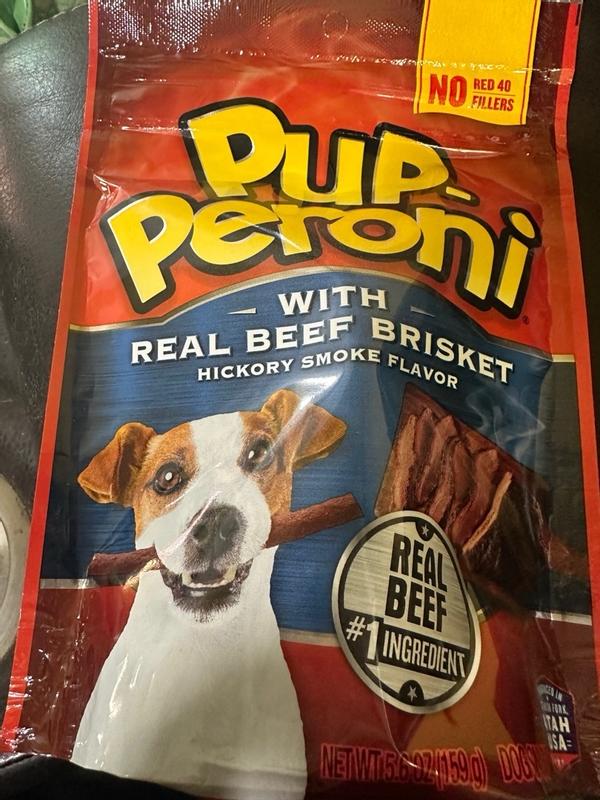 NO RED 40
FILLERS
PUP-
Peroni
WITH
REAL BEEF BRISKET
HICKORY SMOKE FLAVOR
REAL
BEEF
#1 INGREDIENT
UTAH
USA
NET WT 5.6 OZ (159 g) DOG